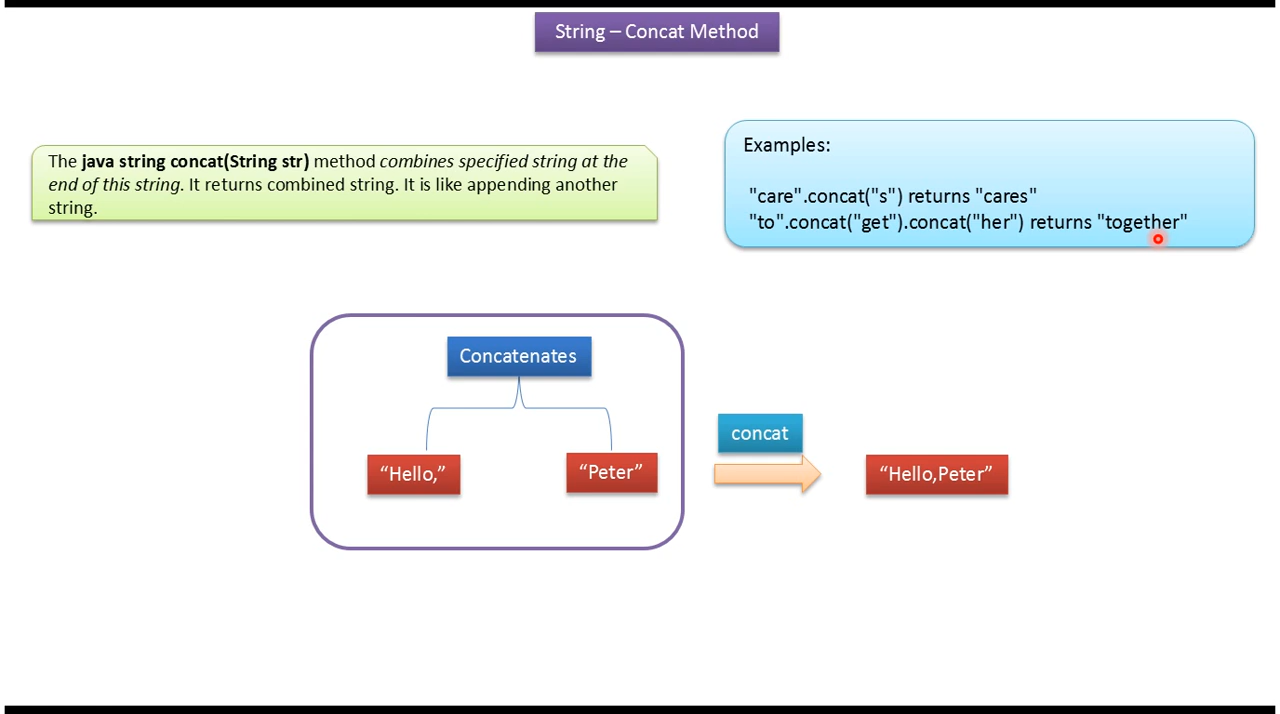 String – Concat Method
The java string concat(String str) method combines specified string at the
end of this string. It returns combined string. It is like appending another
string.
Examples:
"care".concat("s") returns "cares"
"to".concat("get").concat("her") returns "together"
Concatenates
“Hello,”
“Peter”
concat
“Hello,Peter”